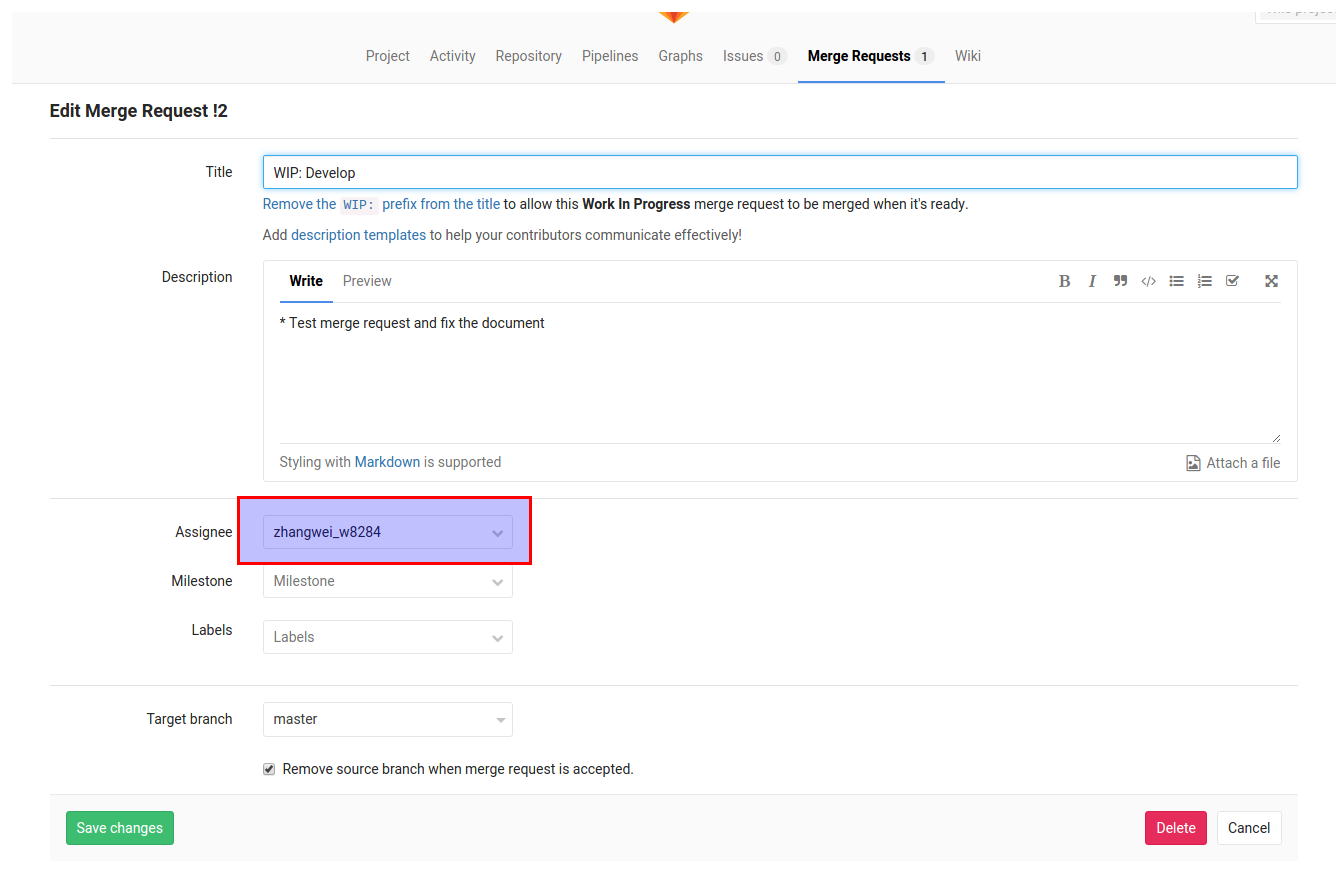 This project
Project Activity Repository Pipelines Graphs Issues 0 Merge Requests 1 Wiki
Edit Merge Request !2
Title WIP: Develop
Remove the WIP: prefix from the title to allow this Work In Progress merge request to be merged when it's ready.
Add description templates to help your contributors communicate effectively!
Description Write Preview B I
* Test merge request and fix the document
Styling with Markdown is supported Attach a file
Assignee zhangwei_w8284
Milestone Milestone
Labels Labels
Target branch master
Remove source branch when merge request is accepted.
Save changes Delete Cancel